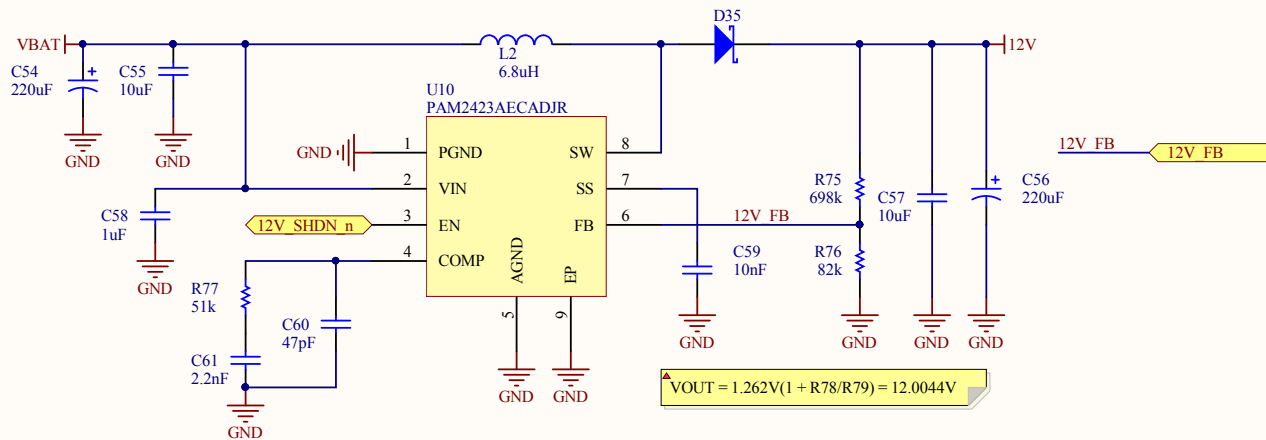 D35
VBAT
12V
C54
220uF
C55
10uF
L2
6.8uH
U10
PAM2423AECADJR
GND
GND
GND
1
PGND
SW
8
12V_FB
12V_FB
2
VIN
SS
7
R75
698k
C57
10uF
C56
220uF
C58
1uF
12V_SHDN_n
3
EN
FB
6
12V_FB
4
COMP
AGND
EP
C59
10nF
R76
82k
GND
R77
51k
5
9
C60
47pF
GND
GND
GND
GND
C61
2.2nF
GND
GND
VOUT = 1.262V(1 + R78/R79) = 12.0044V
GND